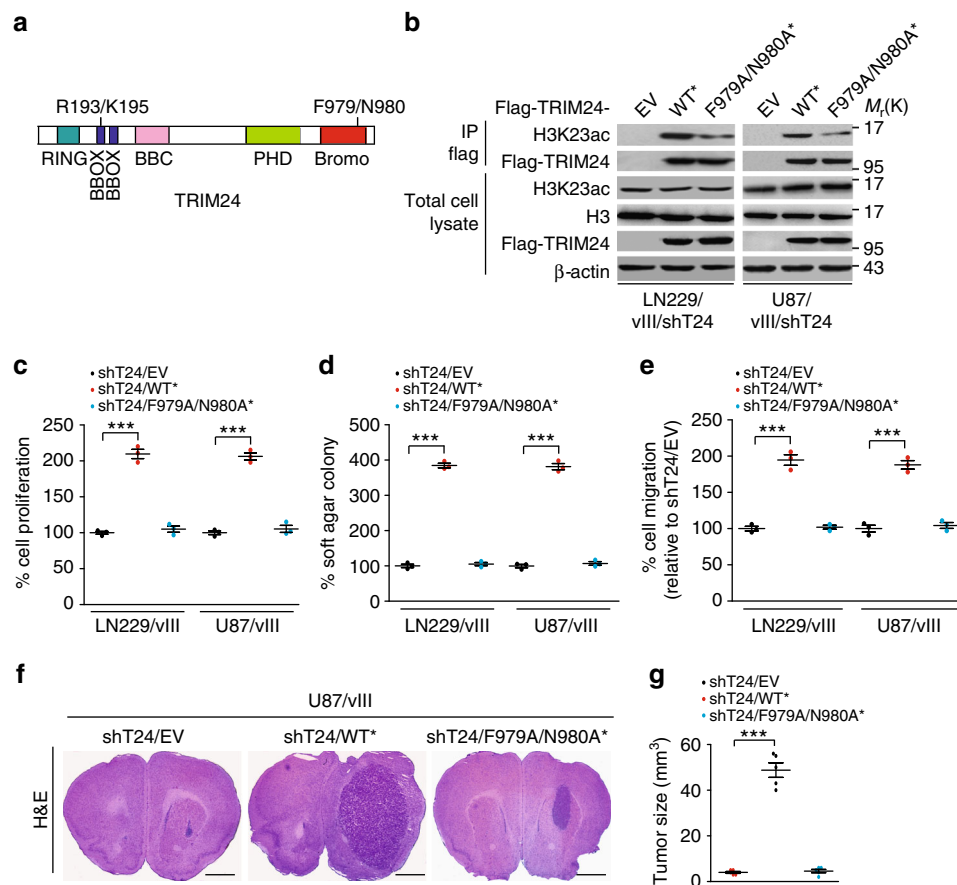 a
R193/K195
F979/N980
RING
BBOX
BBOX
BBC
PHD
Bromo
TRIM24
b
Flag-TRIM24-
EV
WT*
F979A/N980A*
EV
WT*
F979A/N980A*
Mr(K)
IP
flag
H3K23ac
17
Flag-TRIM24
95
Total cell
lysate
H3K23ac
17
H3
17
Flag-TRIM24
95
β-actin
43
LN229/
vIII/shT24
U87/
vIII/shT24
c
shT24/EV
shT24/WT*
shT24/F979A/N980A*
% cell proliferation
250
200
150
100
50
0
***
***
LN229/vIII
U87/vIII
d
shT24/EV
shT24/WT*
shT24/F979A/N980A*
% soft agar colony
500
400
300
200
100
0
***
***
LN229/vIII
U87/vIII
e
shT24/EV
shT24/WT*
shT24/F979A/N980A*
% cell migration
(relative to shT24/EV)
250
200
150
100
50
0
***
***
LN229/vIII
U87/vIII
f
U87/vIII
shT24/EV
shT24/WT*
shT24/F979A/N980A*
H&E
g
shT24/EV
shT24/WT*
shT24/F979A/N980A*
Tumor size (mm3)
60
40
20
0
***